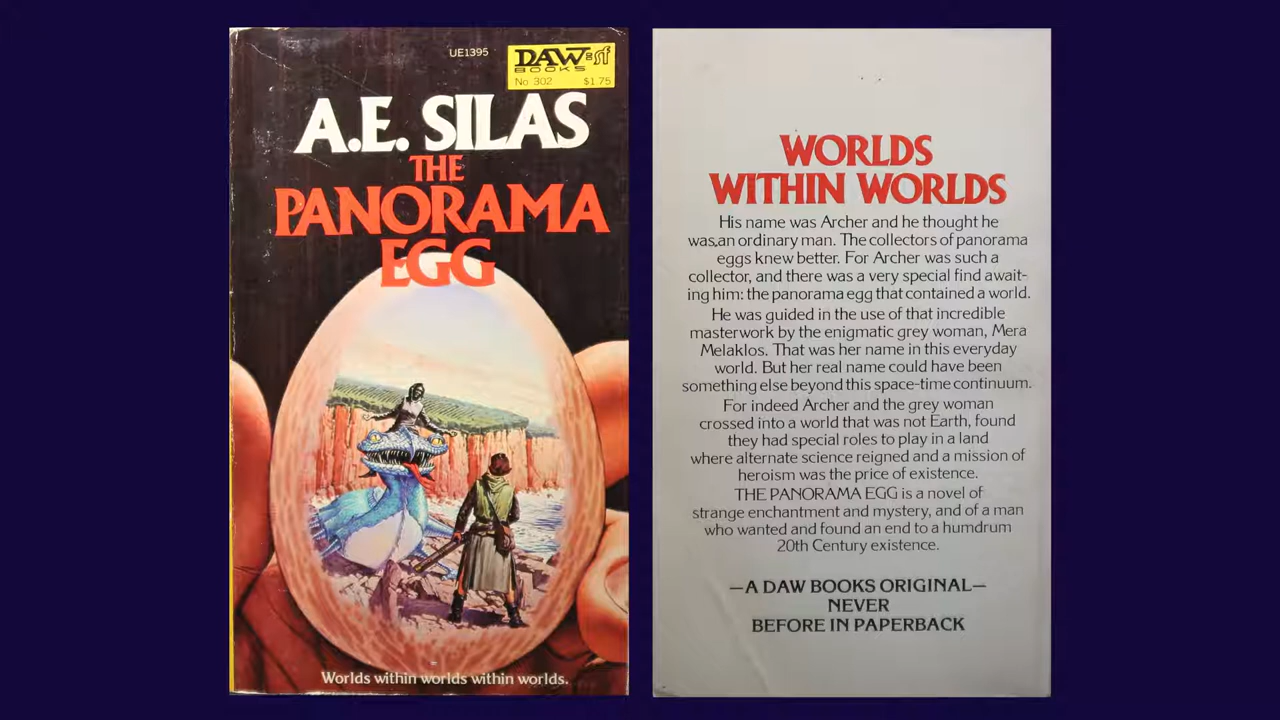 UE1395
DAW=sf
BOOKS
No 302 $1.75
A.E. SILAS
THE
PANORAMA
EGG
Worlds within worlds within worlds.
WORLDS
WITHIN WORLDS
His name was Archer and he thought he
was an ordinary man. The collectors of panorama
eggs knew better. For Archer was such a
collector, and there was a very special find await-
ing him: the panorama egg that contained a world.
He was guided in the use of that incredible
masterwork by the enigmatic grey woman, Mera
Melaklos. That was her name in this everyday
world. But her real name could have been
something else beyond this space-time continuum.
For indeed Archer and the grey woman
crossed into a world that was not Earth, found
they had special roles to play in a land
where alternate science reigned and a mission of
heroism was the price of existence.
THE PANORAMA EGG is a novel of
strange enchantment and mystery, and of a man
who wanted and found an end to a humdrum
20th Century existence.
—A DAW BOOKS ORIGINAL—
NEVER
BEFORE IN PAPERBACK